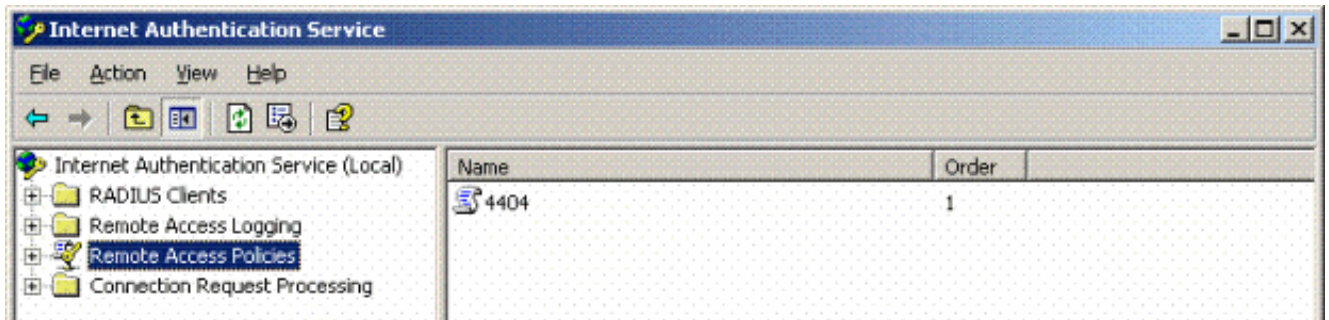 Internet Authentication Service
File Action View Help
Internet Authentication Service (Local)
RADIUS Clients
Remote Access Logging
Remote Access Policies
Connection Request Processing
Name Order
4404 1